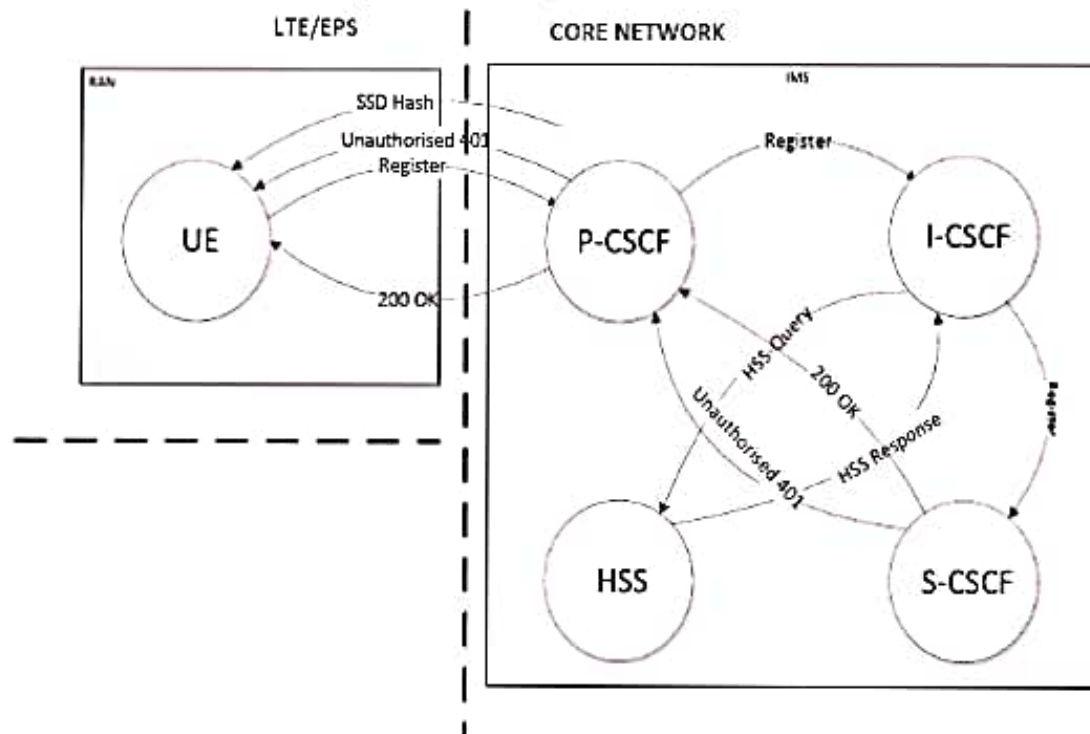 LTE/EPS
CORE NETWORK
RAN
IMS
SSD Hash
Unauthorised 401
Register
Register
UE
P-CSCF
I-CSCF
200 OK
HSS Query
200 OK
Register
Unauthorised 401
HSS Response
HSS
S-CSCF